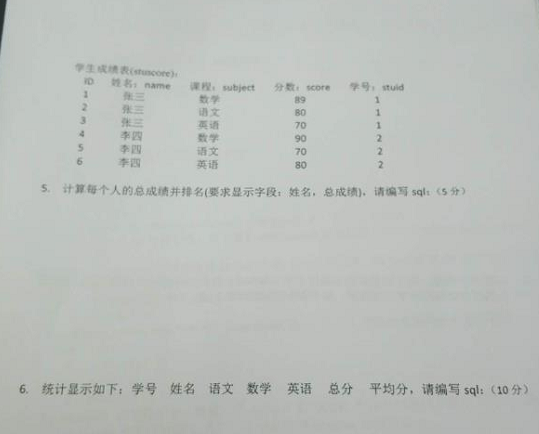 学生成绩表(stuscore):
ID 姓名：name 课程：subject 分数：score 学号：stuid
1 张三 数学 89 1
2 张三 语文 80 1
3 张三 英语 70 1
4 李四 数学 90 2
5 李四 语文 70 2
6 李四 英语 80 2
5. 计算每个人的总成绩并排名(要求显示字段：姓名，总成绩)，请编写 sql:（5 分）
6. 统计显示如下：学号 姓名 语文 数学 英语 总分 平均分，请编写 sql:（10 分）